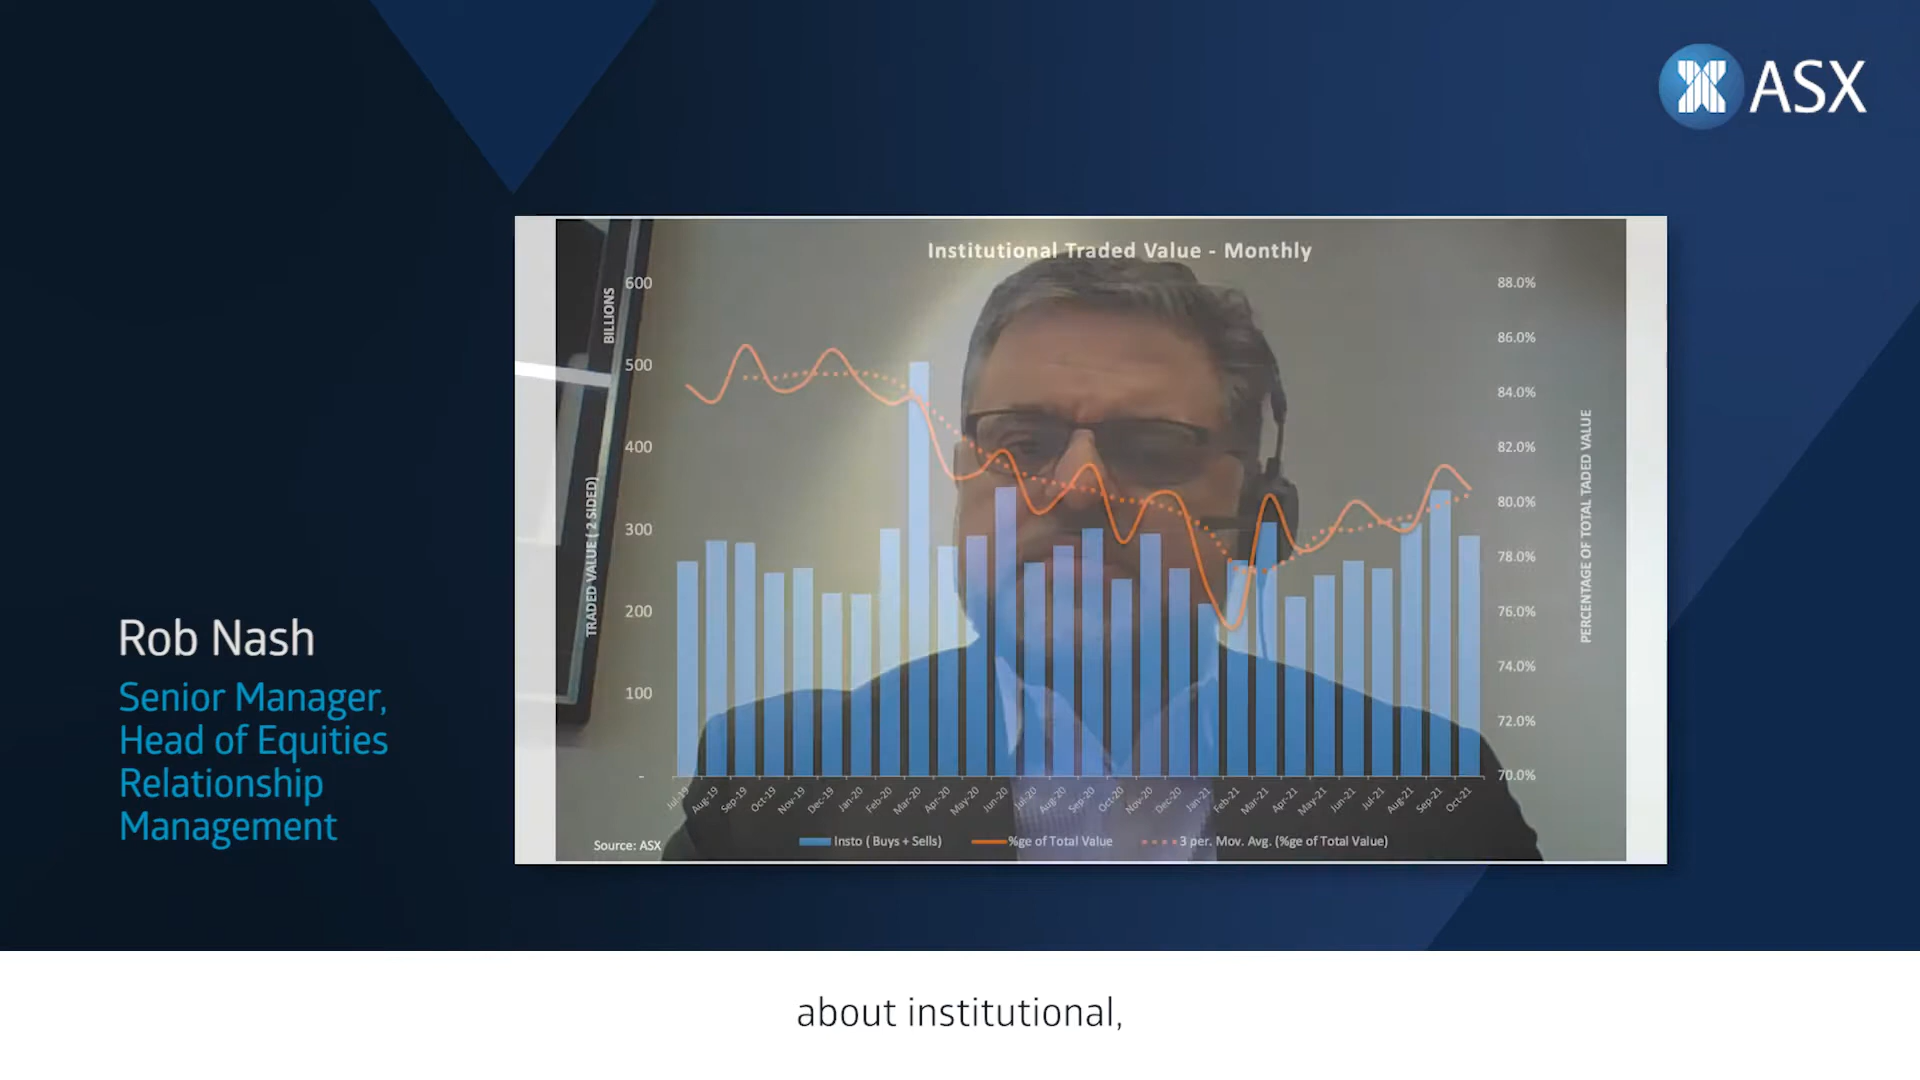 ASX
Institutional Traded Value - Monthly
BILLIONS
TRADED VALUE ( 2 SIDED)
600
500
400
300
200
100
-
88.0%
86.0%
84.0%
82.0%
80.0%
78.0%
76.0%
74.0%
72.0%
70.0%
PERCENTAGE OF TOTAL TADED VALUE
Jul-19 Aug-19 Sep-19 Oct-19 Nov-19 Dec-19 Jan-20 Feb-20 Mar-20 Apr-20 May-20 Jun-20 Jul-20 Aug-20 Sep-20 Oct-20 Nov-20 Dec-20 Jan-21 Feb-21 Mar-21 Apr-21 May-21 Jun-21 Jul-21 Aug-21 Sep-21 Oct-21
Source: ASX
Insto ( Buys + Sells) %ge of Total Value 3 per. Mov. Avg. (%ge of Total Value)
Rob Nash
Senior Manager,
Head of Equities
Relationship
Management
about institutional,